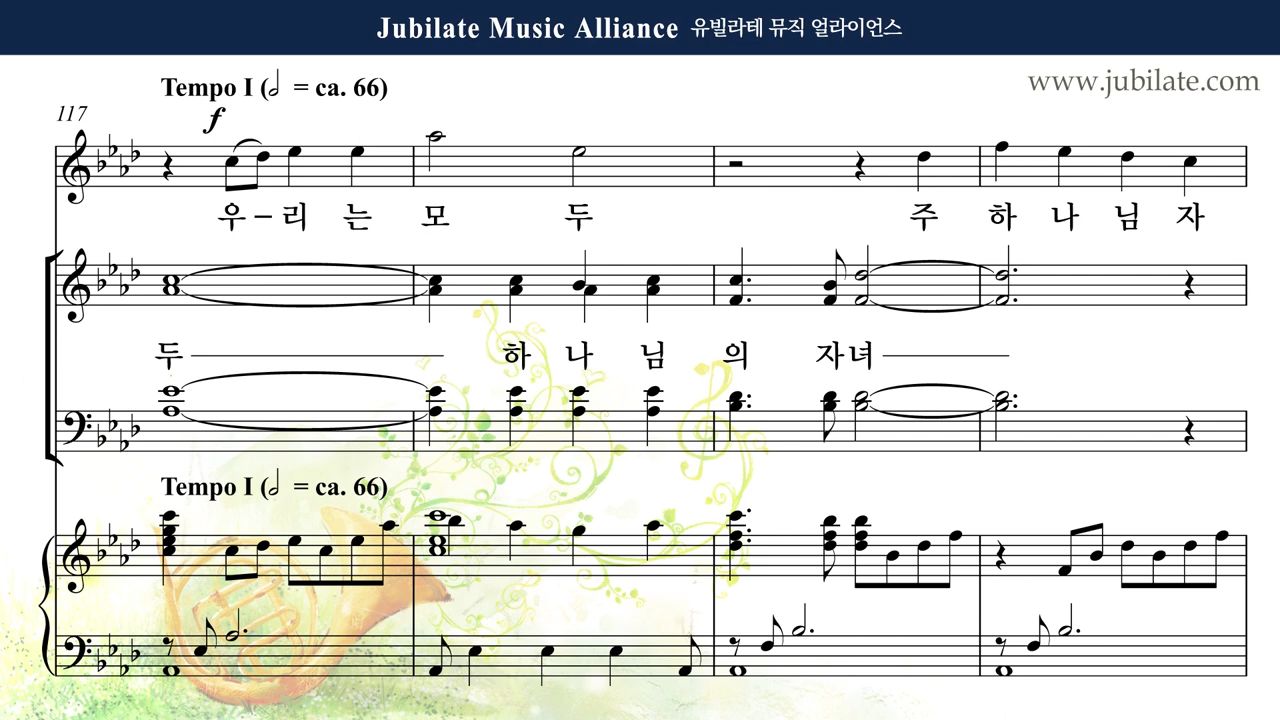 Jubilate Music Alliance 유빌라테 뮤직 얼라이언스
www.jubilate.com
Tempo I (𝅗𝅥 = ca. 66)
117
f
우 – 리 는 모 두 주 하 나 님 자
두 하 나 님 의 자 녀
Tempo I (𝅗𝅥 = ca. 66)